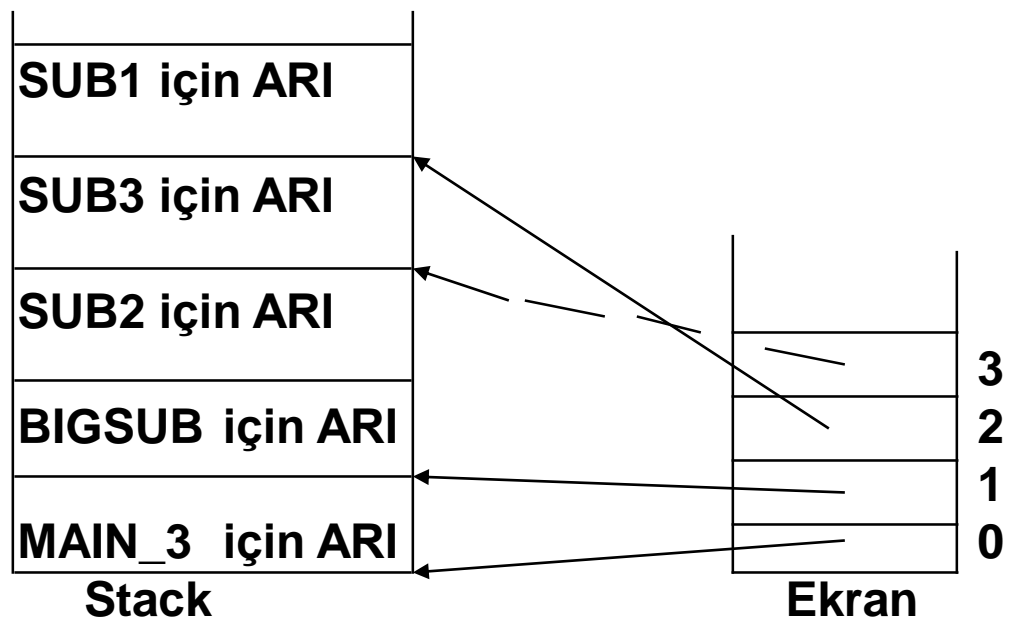 SUB1 için ARI
SUB3 için ARI
SUB2 için ARI
BIGSUB için ARI
MAIN_3 için ARI
Stack
3
2
1
0
Ekran